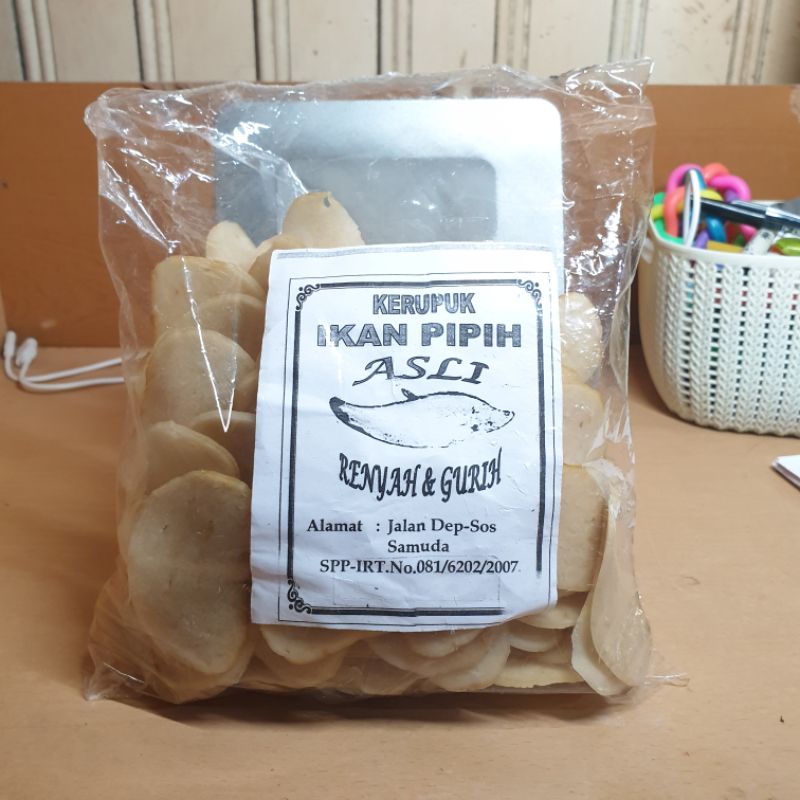 KERUPUK
IKAN PIPIH
ASLI
RENYAH & GURIH
Alamat : Jalan Dep-Sos
Samuda
SPP-IRT.No.081/6202/2007